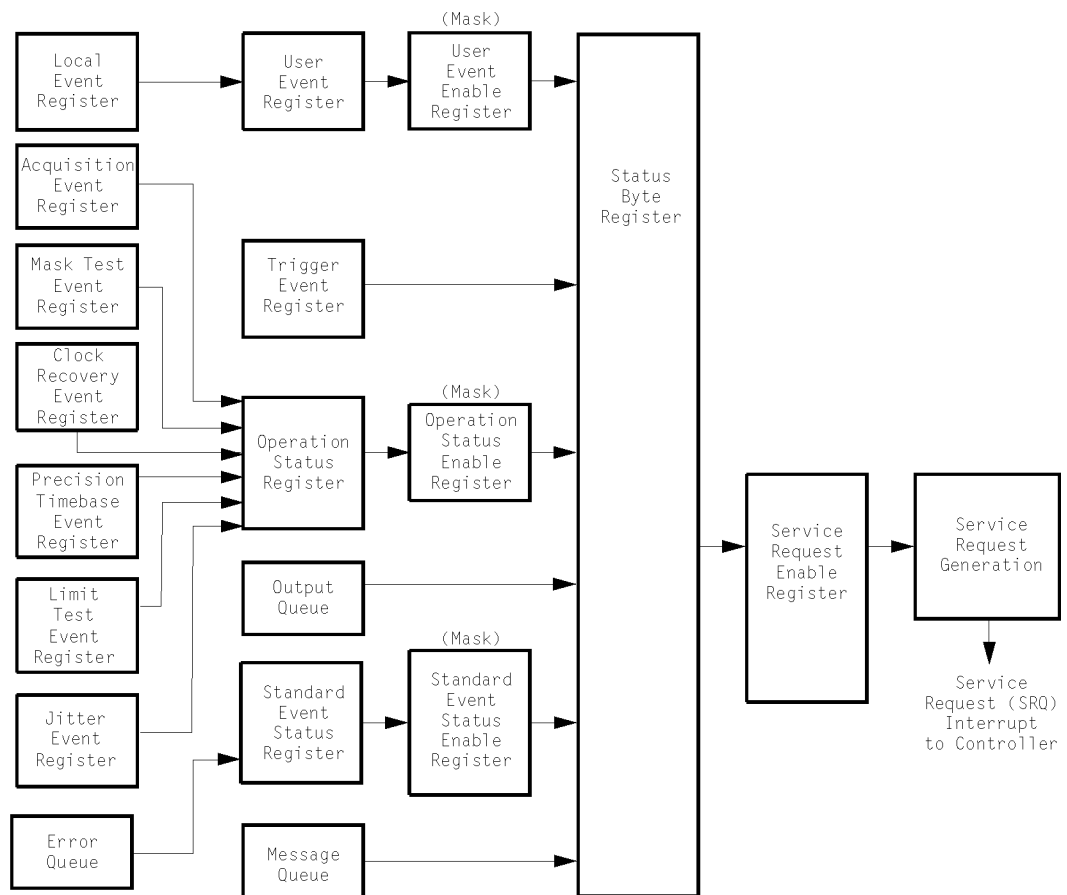 (Mask)
Local
Event
Register
User
Event
Register
User
Event
Enable
Register
Acquisition
Event
Register
Status
Byte
Register
Mask Test
Event
Register
Trigger
Event
Register
Clock
Recovery
Event
Register
(Mask)
Operation
Status
Register
Operation
Status
Enable
Register
Precision
Timebase
Event
Register
Service
Request
Enable
Register
Service
Request
Generation
Limit
Test
Event
Register
Output
Queue
(Mask)
Standard
Event
Status
Register
Standard
Event
Status
Enable
Register
Service
Request (SRQ)
Interrupt
to Controller
Jitter
Event
Register
Error
Queue
Message
Queue